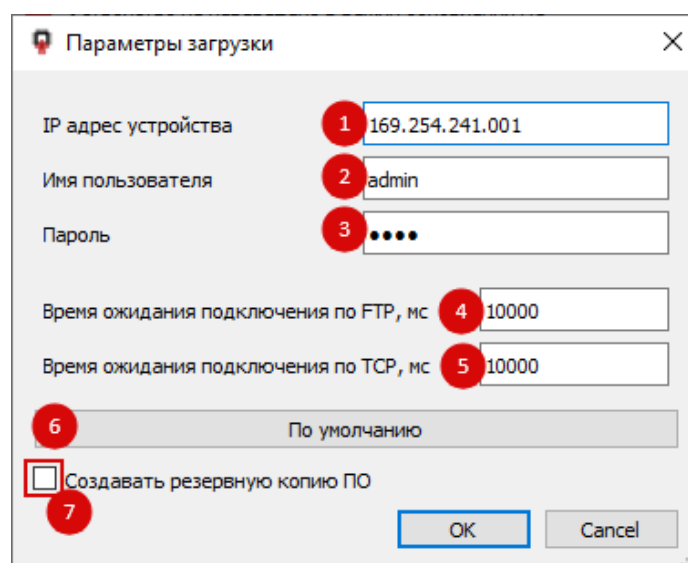 Параметры загрузки
IP адрес устройства 1 169.254.241.001
Имя пользователя 2 admin
Пароль 3 ●●●●
Время ожидания подключения по FTP, мс 4 10000
Время ожидания подключения по TCP, мс 5 10000
6 По умолчанию
Создавать резервную копию ПО
7
OK Cancel